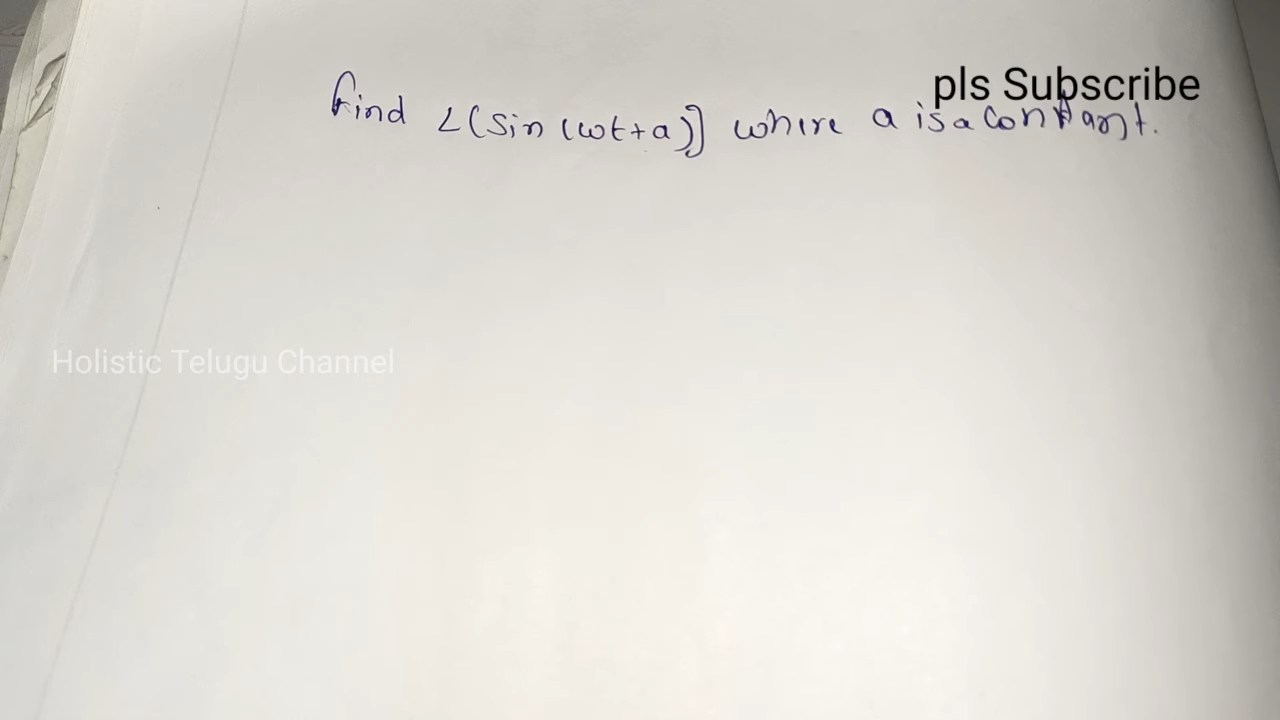 pls Subscribe
find L(Sin (ωt+a)] where a is a constant.
Holistic Telugu Channel